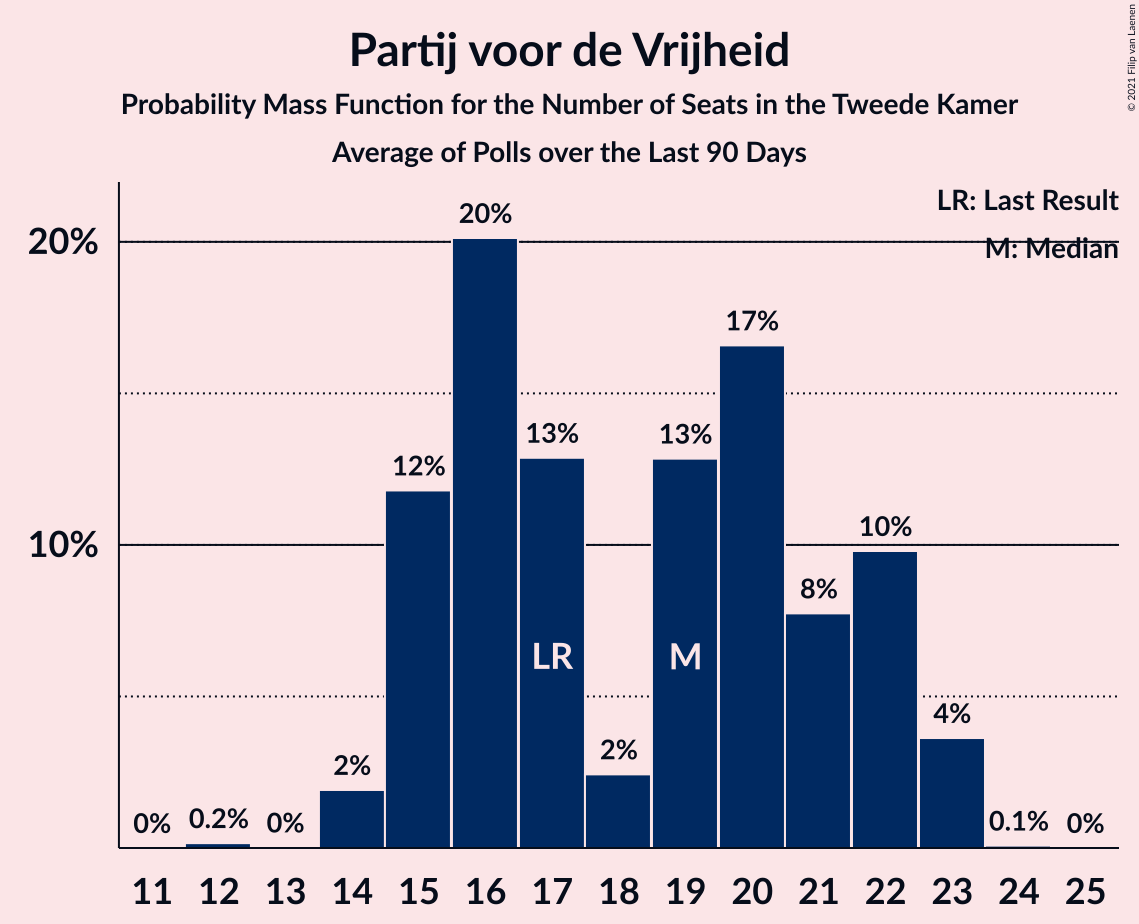 Partij voor de Vrijheid
Probability Mass Function for the Number of Seats in the Tweede Kamer
Average of Polls over the Last 90 Days
© 2021 Filip van Laenen
LR: Last Result
M: Median
20%
10%
0%
0.2%
0%
2%
12%
20%
13%
2%
13%
17%
8%
10%
4%
0.1%
0%
LR
M
11 12 13 14 15 16 17 18 19 20 21 22 23 24 25